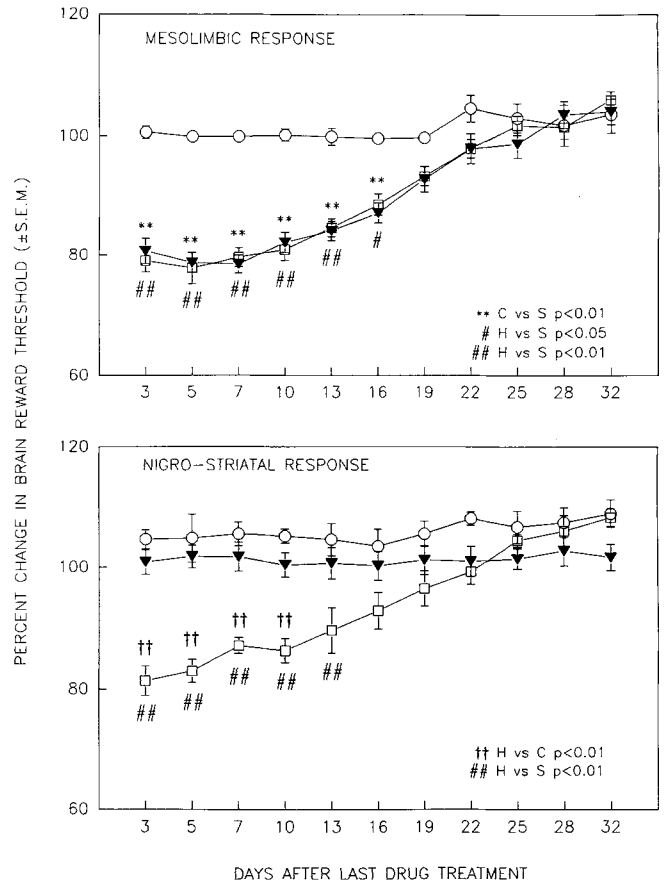 PERCENT CHANGE IN BRAIN REWARD THRESHOLD (±S.E.M.)
120
100
80
60
MESOLIMBIC RESPONSE
** ** ** ** ** **
## ## ## ## ## #
** C vs S p<0.01
# H vs S p<0.05
## H vs S p<0.01
3 5 7 10 13 16 19 22 25 28 32
120
100
80
60
NIGRO-STRIATAL RESPONSE
†† †† †† ††
## ## ## ## ##
†† H vs C p<0.01
## H vs S p<0.01
3 5 7 10 13 16 19 22 25 28 32
DAYS AFTER LAST DRUG TREATMENT